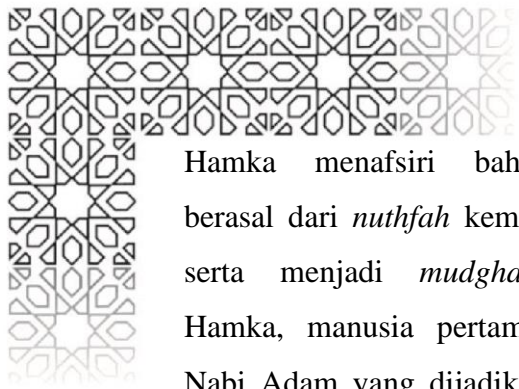 Hamka menafsiri bah
berasal dari nuthfah kem
serta menjadi mudgha
Hamka, manusia pertam
Nabi Adam yang dijadik